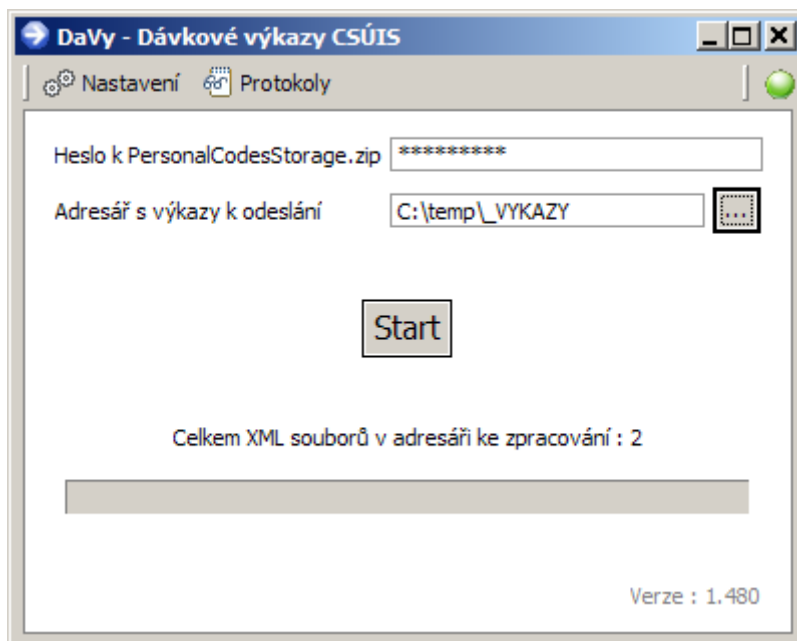 DaVy - Dávkové výkazy CSÚIS
Nastavení Protokoly
Heslo k PersonalCodesStorage.zip *********
Adresář s výkazy k odeslání C:\temp\_VYKAZY ...
Start
Celkem XML souborů v adresáři ke zpracování : 2
Verze : 1.480